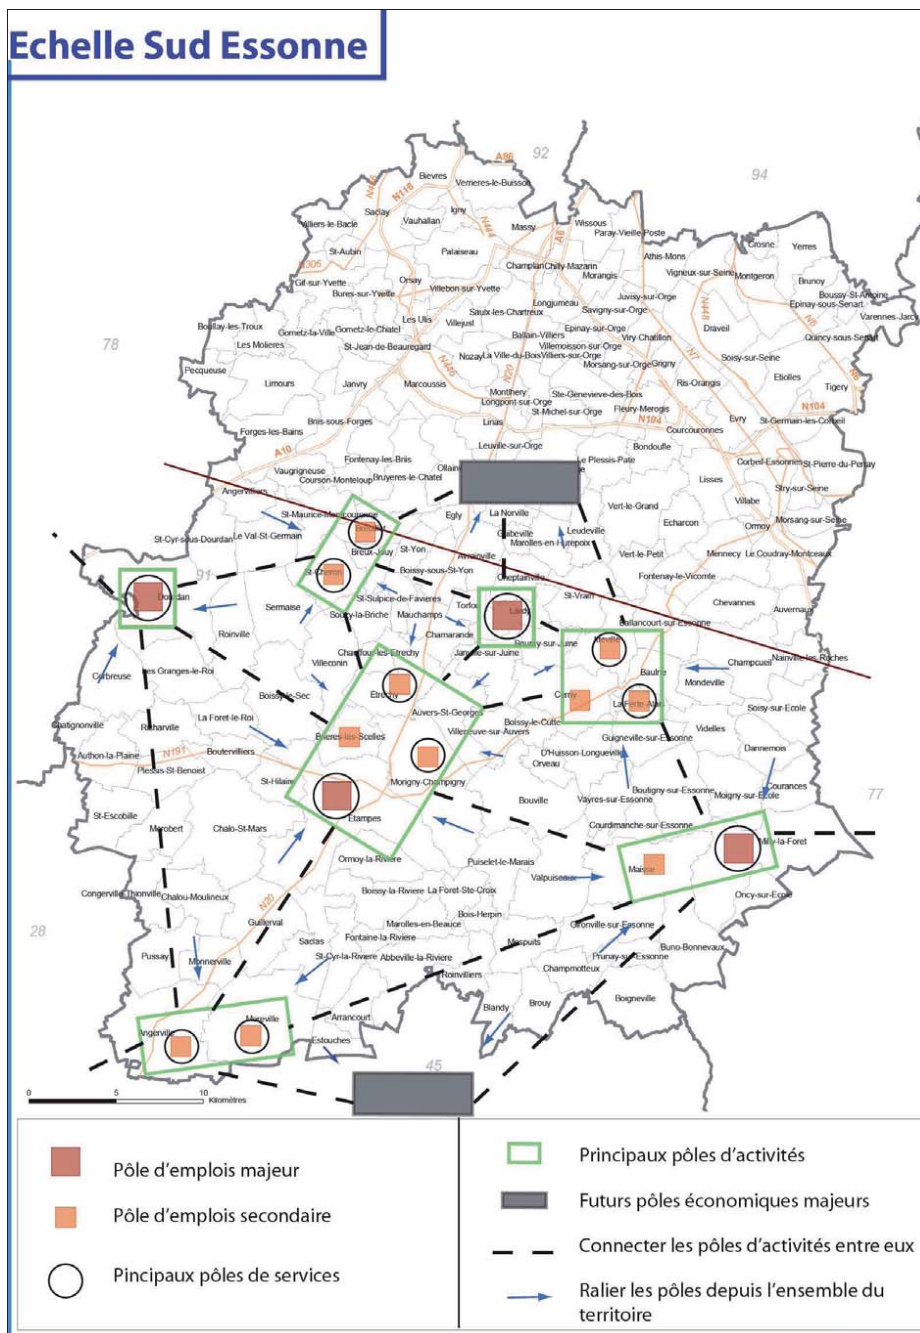 Echelle Sud Essonne
92
94
A86
Bievres
Verrieres-le-Buisson
N118
Saclay
Igny
Vauhallan
N444
Massy
Wissous
A6
Villiers-le-Bacle
Paray-Vieille-Poste
St-Aubin
Palaiseau
Athis-Mons
Crosne
Yerres
N306
Champlan
Chilly-Mazarin
Morangis
Vigneux-sur-Seine
Montgeron
Gif-sur-Yvette
Orsay
Brunoy
Bures-sur-Yvette
Villebon-sur-Yvette
Juvisy-sur-Orge
Boussy-St-Antoine
Longjumeau
Epinay-sous-Senart
Saulx-les-Chartreux
Savigny-sur-Orge
N448
Varennes-Jarcy
Boullay-les-Troux
Les Ulis
Villejust
N6
Gometz-la-Ville
Gometz-le-Chatel
Ballain-Villiers
Epinay-sur-Orge
Viry-Chatillon
Draveil
Quincy-sous-Senart
78
Les Molieres
St-Jean-de-Beauregard
Villemoisson-sur-Orge
Nozay
La Ville-du-Bois
Villiers-sur-Orge
N7
Soisy-sur-Seine
Pecqueuse
N446
N20
Morsang-sur-Orge
Grigny
Limours
Janvry
Marcoussis
Ris-Orangis
Etiolles
Montlhery
Ste-Genevieve-des-Bois
Tigery
Longpont-sur-Orge
St-Michel-sur-Orge
Fleury-Merogis
N104
Briis-sous-Forges
Linas
N104
Evry
St-Germain-les-Corbeil
Forges-les-Bains
Courcouronnes
A10
Leuville-sur-Orge
Bondoufle
Fontenay-les-Briis
Le Plessis-Pate
Corbeil-Essonnes
St-Pierre-du-Perray
Vaugrigneuse
Courson-Monteloup
Bruyeres-le-Chatel
Ollain
Lisses
Angervilliers
Villabe
Stry-sur-Seine
St-Maurice-Montcouronne
Egly
La Norville
Vert-le-Grand
Morsang-sur-Seine
Echarcon
Ormoy
St-Cyr-sous-Dourdan
Le Val-St-Germain
Guibeville
Leudeville
Breux-Jouy
St-Yon
Avrainville
Marolles-en-Hurepoix
Vert-le-Petit
Mennecy
Le Coudray-Montceaux
St-Cheron
Boissy-sous-St-Yon
Cheptainville
Fontenay-le-Vicomte
91
Dourdan
St-Sulpice-de-Favieres
St-Vrain
Chevannes
Auvernaux
Sermaise
Souzy-la-Briche
Mauchamps
Lardy
Ballancourt-sur-Essonne
Roinville
Chamarande
Bouray-sur-Juine
Itteville
Chauffour-les-Etrechy
Janville-sur-Juine
Nainville-les-Roches
Villeconin
Baulne
Champcueil
Corbreuse
Les Granges-le-Roi
Mondeville
Boissy-le-Sec
Etrechy
Cerny
La Ferte-Alais
Auvers-St-Georges
Soisy-sur-Ecole
La Foret-le-Roi
Boissy-le-Cutte
Chatignonville
Richarville
Brieres-les-Scelles
Villeneuve-sur-Auvers
Videlles
Guigneville-sur-Essonne
Dannemois
Authon-la-Plaine
N191
Boutervilliers
D'Huisson-Longueville
Orveau
Plessis-St-Benoist
St-Hilaire
Morigny-Champigny
Boutigny-sur-Essonne
Courances
Moigny-sur-Ecole
77
Bouville
Vayres-sur-Essonne
St-Escobille
Etampes
Merobert
Chalo-St-Mars
Courdimanche-sur-Essonne
Milly-la-Foret
Ormoy-la-Riviere
Puiselet-le-Marais
Maisse
Valpuiseaux
Congerville-Thionville
Chalou-Moulineux
Boissy-la-Riviere
La Foret-Ste-Croix
Oncy-sur-Ecole
N20
Bois-Herpin
28
Guillerval
Marolles-en-Beauce
Gironville-sur-Essonne
Fontaine-la-Riviere
Saclas
Mespuits
Buno-Bonnevaux
Pussay
Monnerville
St-Cyr-la-Riviere
Abbeville-la-Riviere
Prunay-sur-Essonne
Roinvilliers
Champmotteux
Boigneville
Blandy
Brouy
Angerville
Mereville
Arrancourt
Estouches
45
0 5 10
Kilomètres
Pôle d'emplois majeur
Pôle d'emplois secondaire
Pincipaux pôles de services
Principaux pôles d'activités
Futurs pôles économiques majeurs
Connecter les pôles d'activités entre eux
Ralier les pôles depuis l'ensemble du
territoire